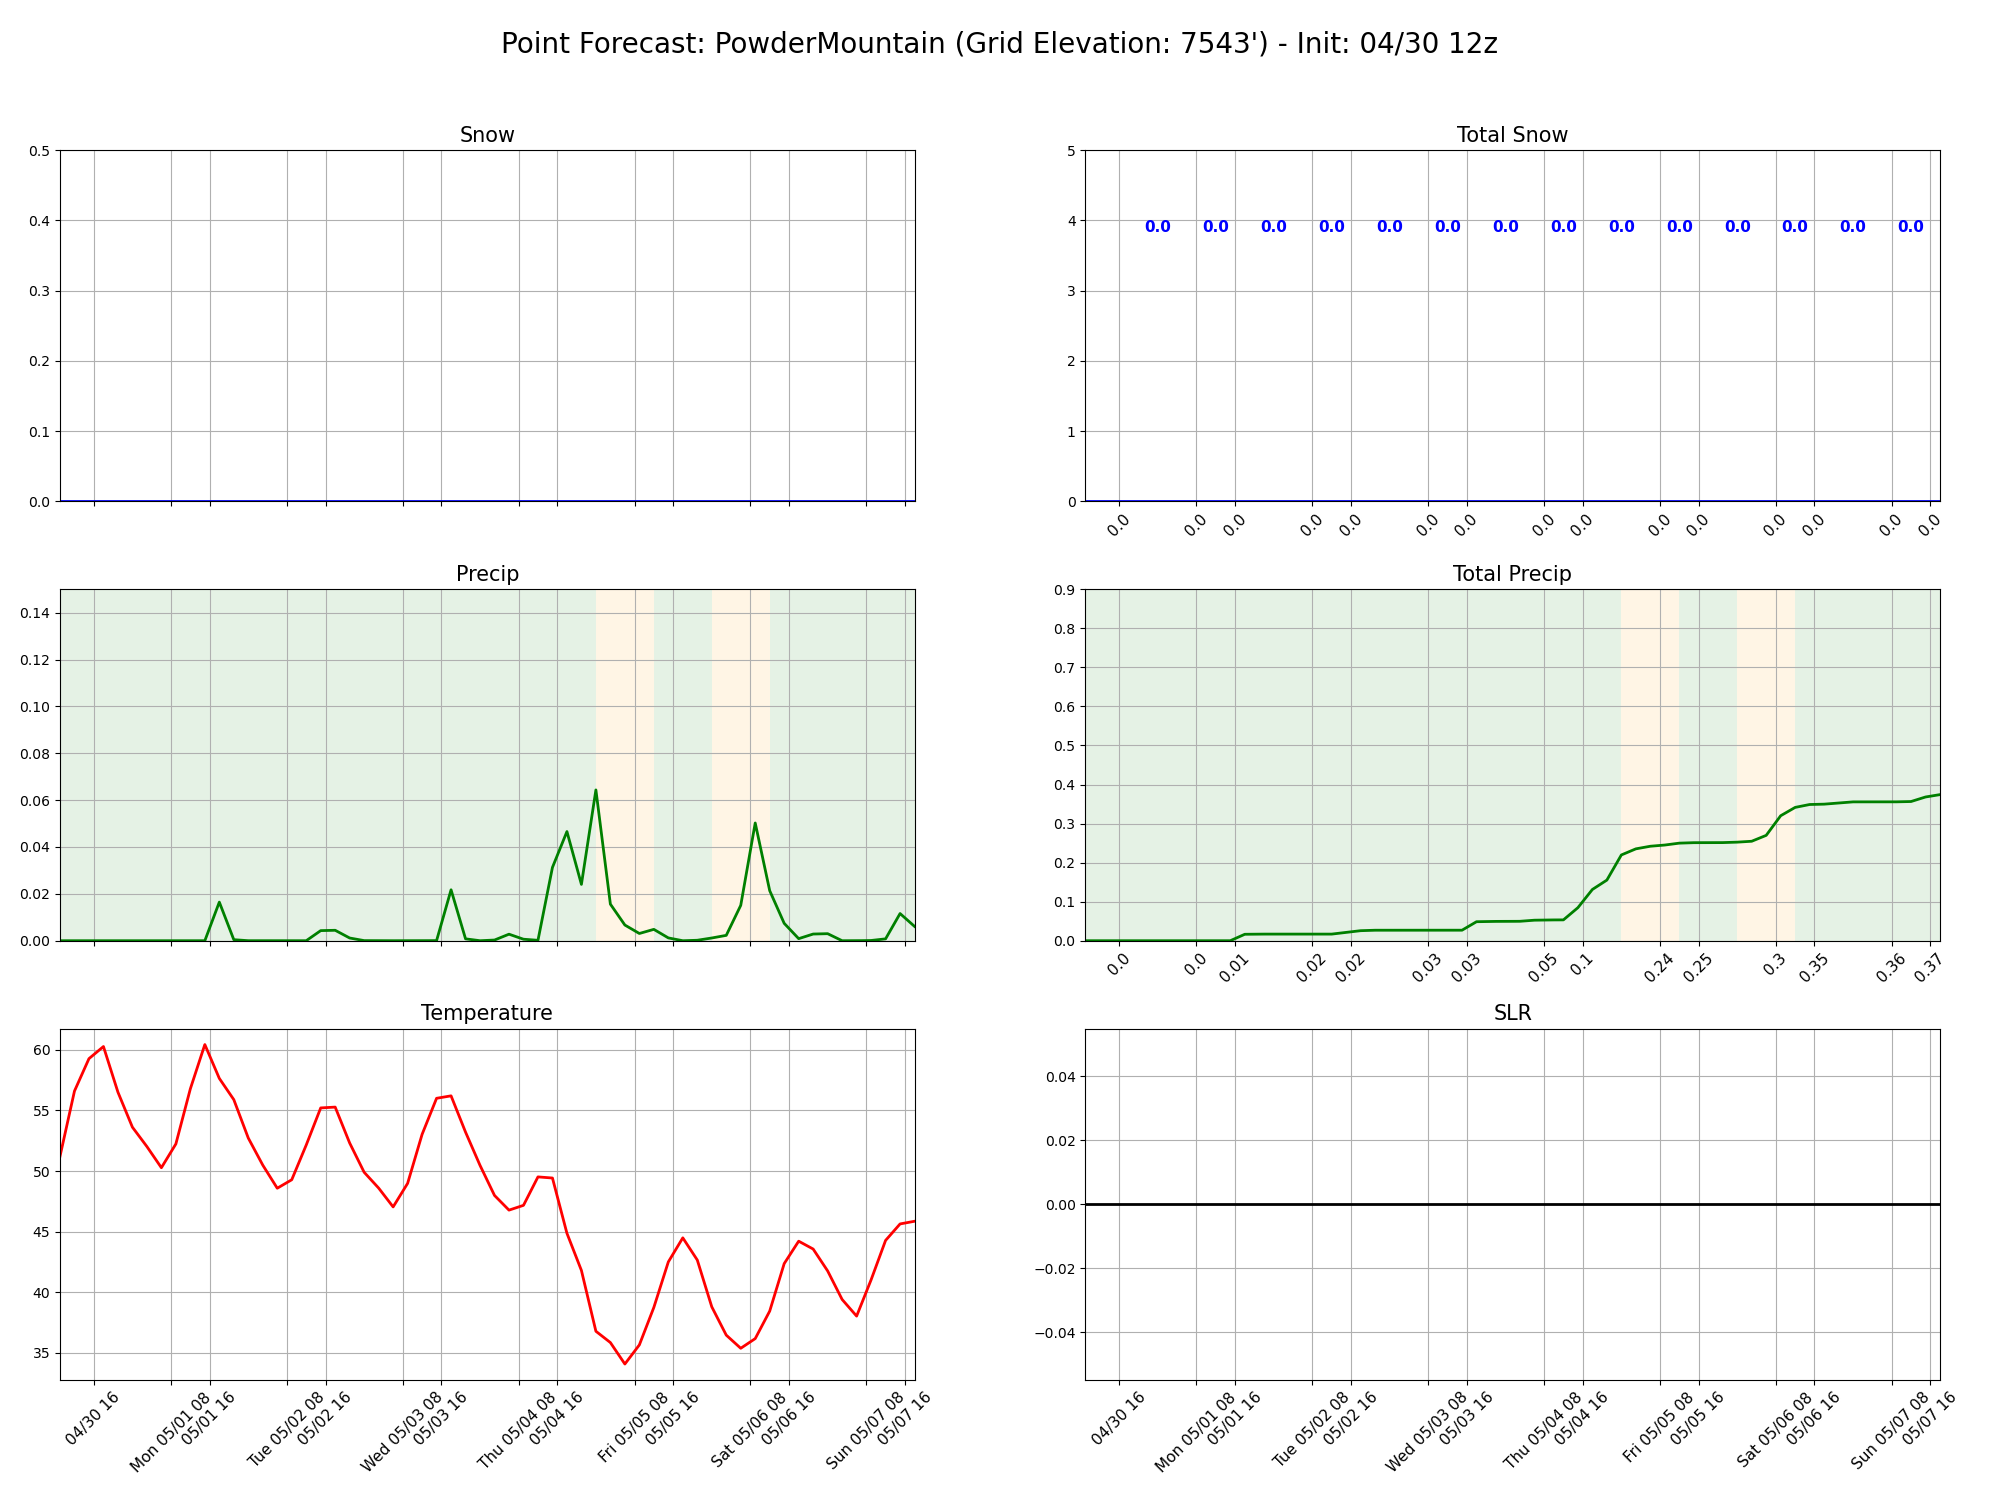 Point Forecast: PowderMountain (Grid Elevation: 7543') - Init: 04/30 12z
Snow
0.5
0.4
0.3
0.2
0.1
0.0
Total Snow
5
4
3
2
1
0
0.0 0.0 0.0 0.0 0.0 0.0 0.0 0.0 0.0 0.0 0.0 0.0 0.0 0.0
0.0 0.0 0.0 0.0 0.0 0.0 0.0 0.0 0.0 0.0 0.0 0.0 0.0 0.0 0.0
Precip
0.14
0.12
0.10
0.08
0.06
0.04
0.02
0.00
Total Precip
0.9
0.8
0.7
0.6
0.5
0.4
0.3
0.2
0.1
0.0
0.0 0.0 0.01 0.02 0.02 0.03 0.03 0.05 0.1 0.24 0.25 0.3 0.35 0.36 0.37
Temperature
60
55
50
45
40
35
04/30 16
Mon 05/01 08
05/01 16
Tue 05/02 08
05/02 16
Wed 05/03 08
05/03 16
Thu 05/04 08
05/04 16
Fri 05/05 08
05/05 16
Sat 05/06 08
05/06 16
Sun 05/07 08
05/07 16
SLR
0.04
0.02
0.00
−0.02
−0.04
04/30 16
Mon 05/01 08
05/01 16
Tue 05/02 08
05/02 16
Wed 05/03 08
05/03 16
Thu 05/04 08
05/04 16
Fri 05/05 08
05/05 16
Sat 05/06 08
05/06 16
Sun 05/07 08
05/07 16